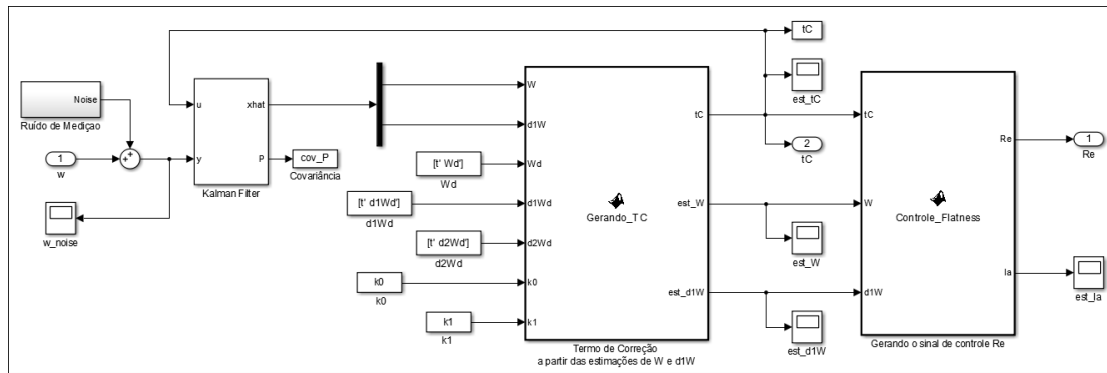 Noise
Ruído de Mediçao
1
w
w_noise
u
y
xhat
P
Kalman Filter
cov_P
Covariância
[t' Wd']
Wd
[t' d1Wd']
d1Wd
[t' d2Wd']
d2Wd
k0
k0
k1
k1
W
d1W
Wd
d1Wd
d2Wd
k0
k1
Gerando_TC
tC
est_W
est_d1W
Termo de Correção
a partir das estimações de W e d1W
tC
est_tC
2
tC
est_W
est_d1W
tC
W
d1W
Controle_Flatness
Re
Ia
Gerando o sinal de controle Re
1
Re
est_Ia